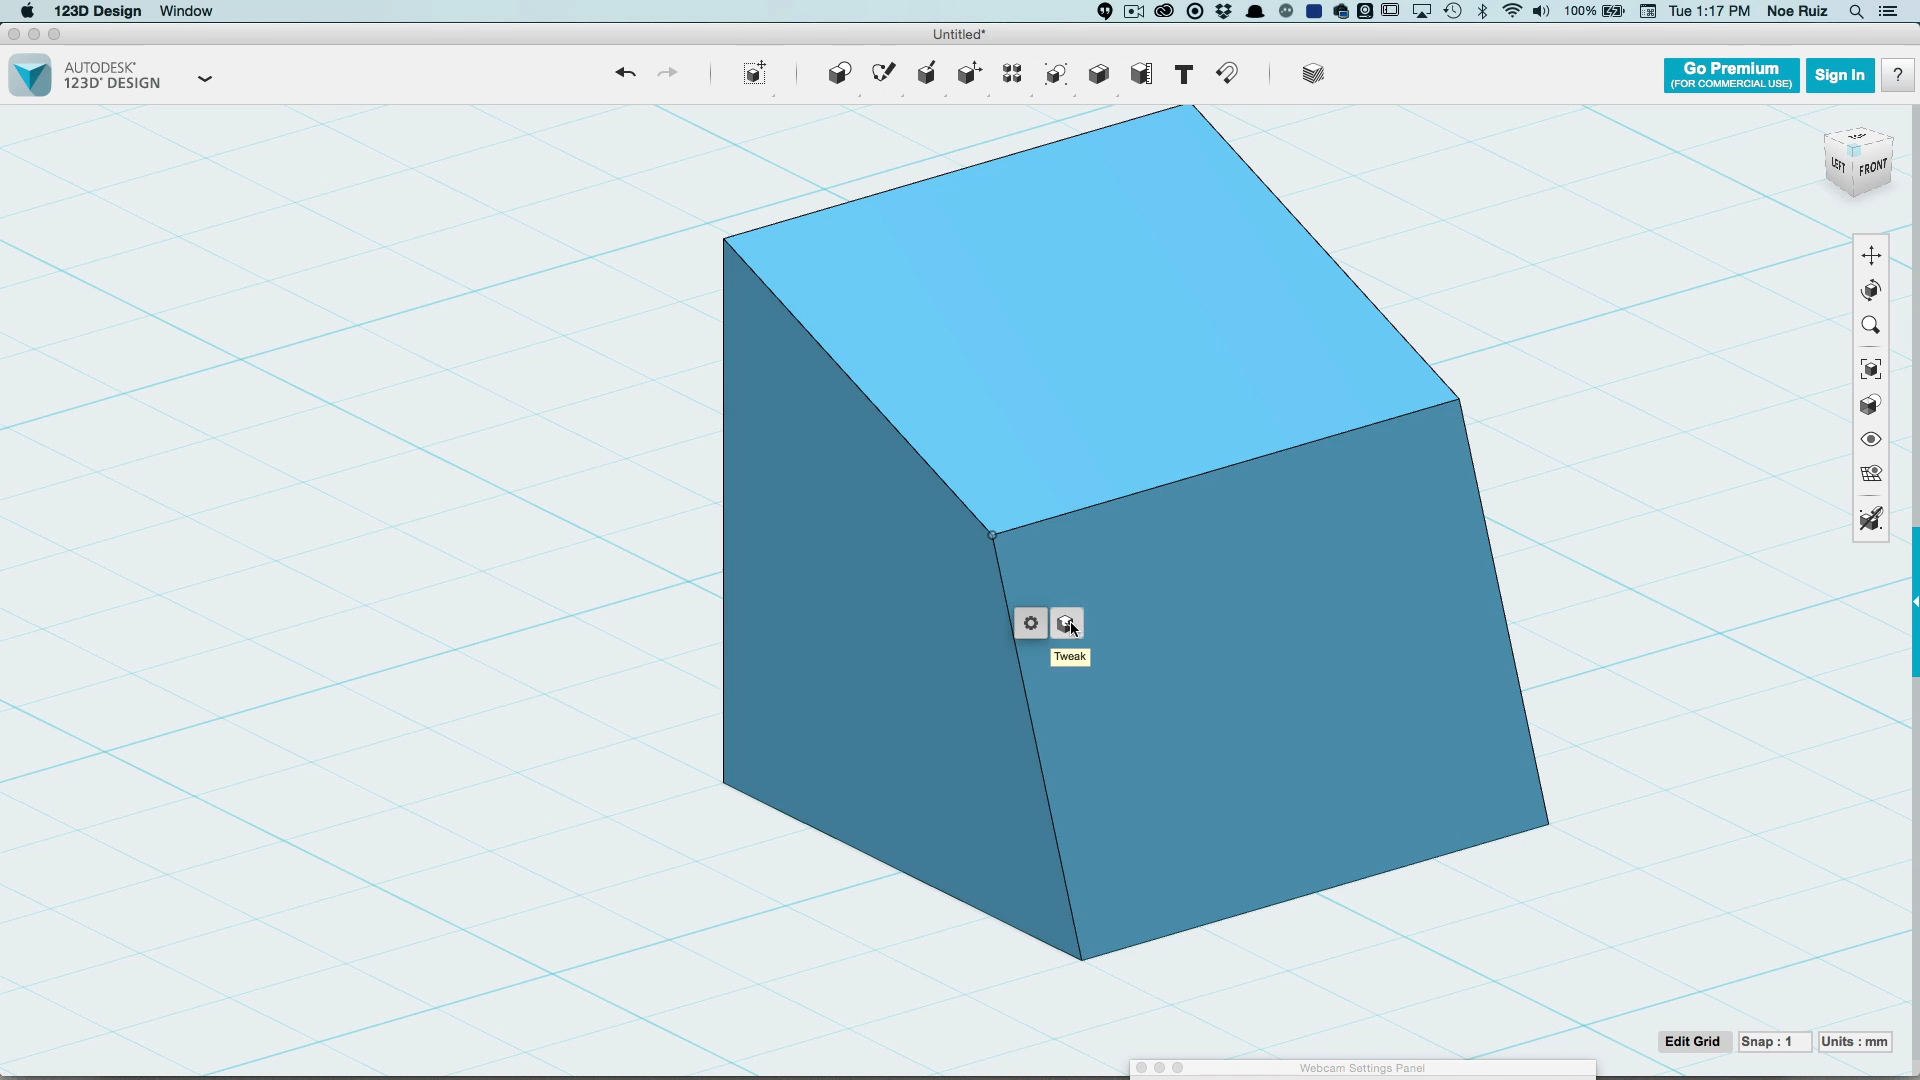 123D Design Window
100% Tue 1:17 PM Noe Ruiz
Untitled*
AUTODESK®
123D® DESIGN
Go Premium
(FOR COMMERCIAL USE)
Sign In
?
LEFT
FRONT
Tweak
Edit Grid
Snap : 1
Units : mm
Webcam Settings Panel